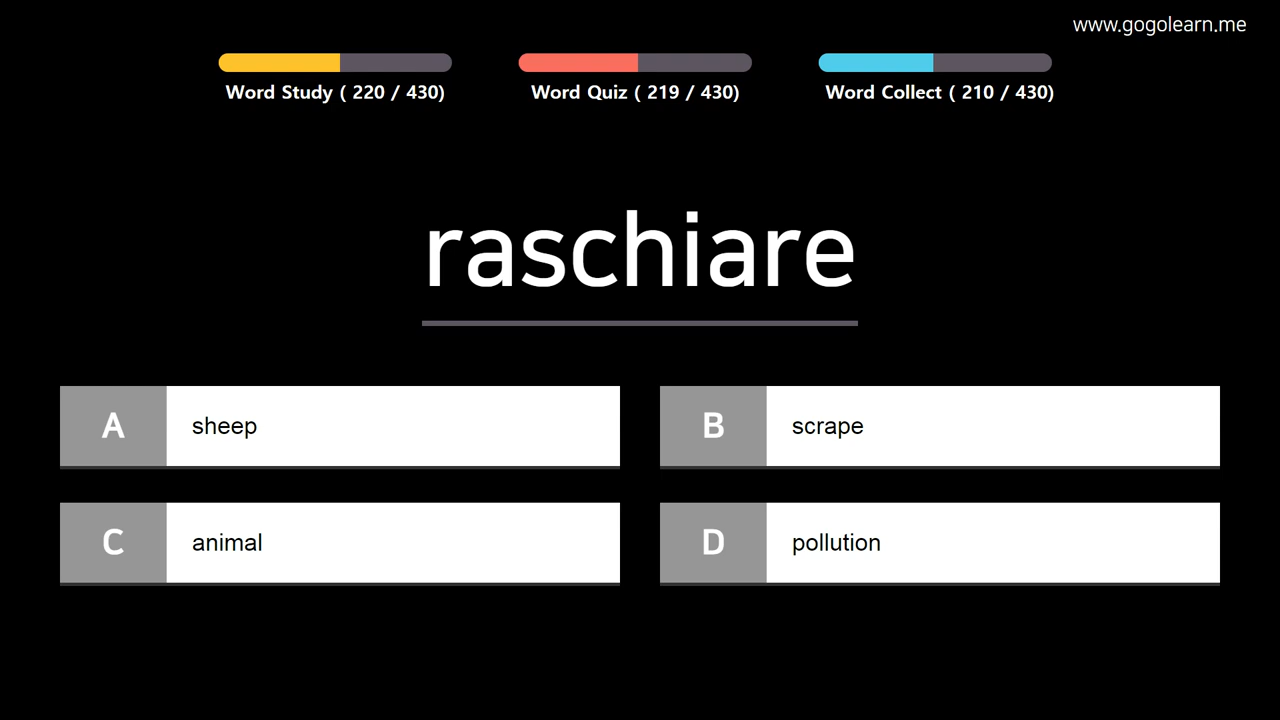 www.gogolearn.me
Word Study ( 220 / 430)
Word Quiz ( 219 / 430)
Word Collect ( 210 / 430)
raschiare
A sheep
B scrape
C animal
D pollution